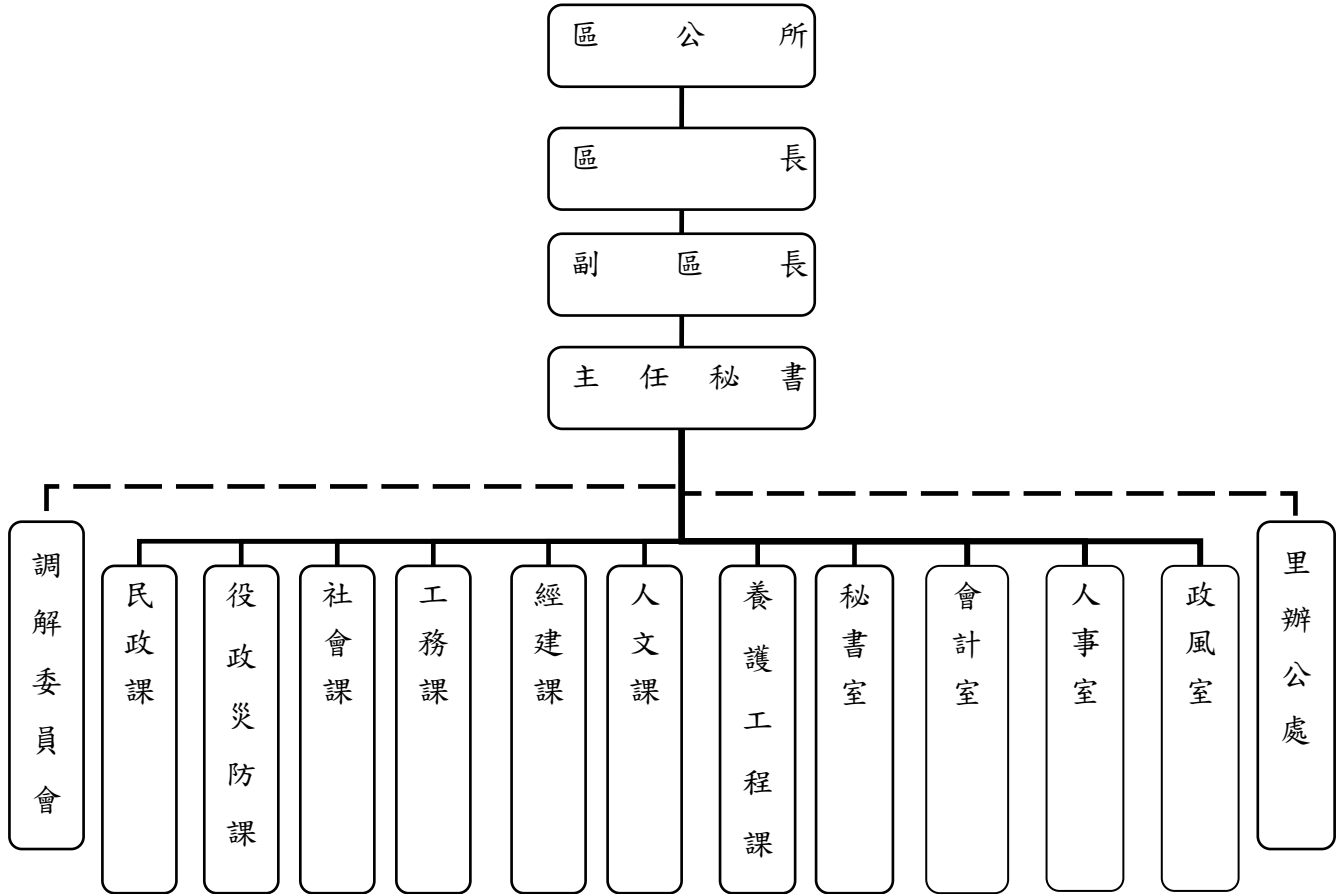 區公所
區長
副區長
主任秘書
調解委員會
民政課
役政災防課
社會課
工務課
經建課
人文課
養護工程課
秘書室
會計室
人事室
政風室
里辦公處